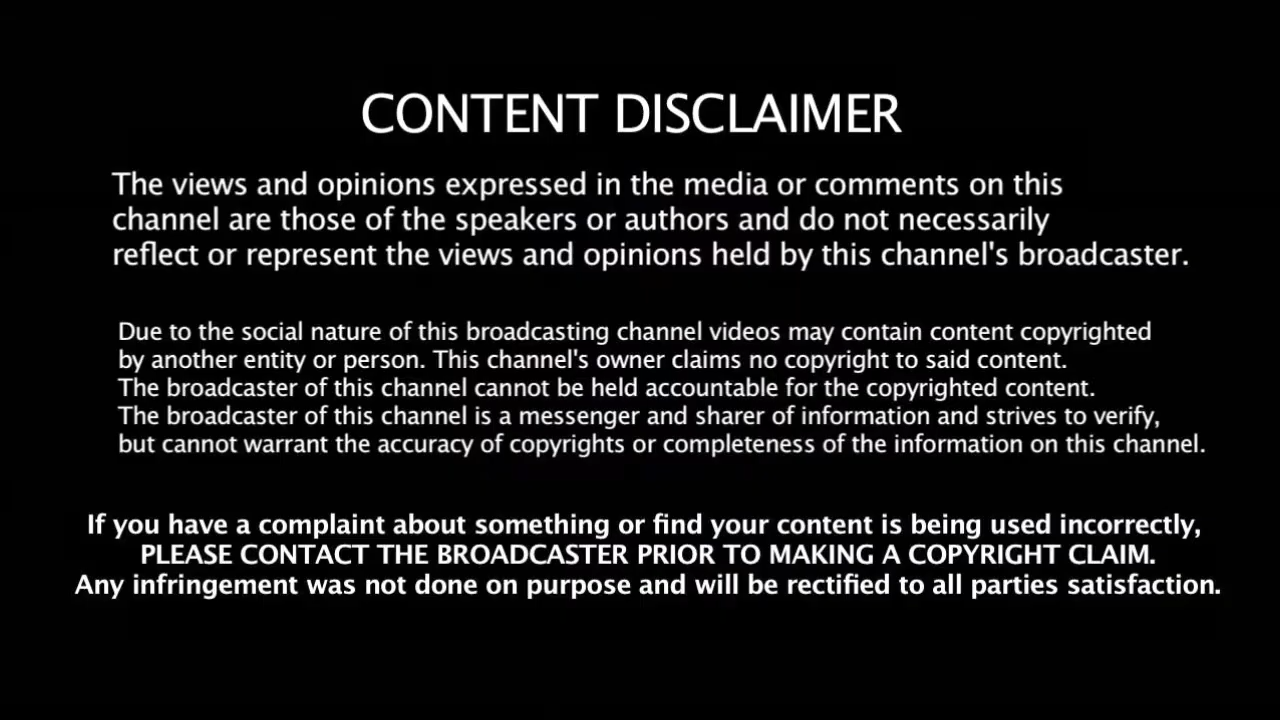 CONTENT DISCLAIMER
The views and opinions expressed in the media or comments on this
channel are those of the speakers or authors and do not necessarily
reflect or represent the views and opinions held by this channel's broadcaster.
Due to the social nature of this broadcasting channel videos may contain content copyrighted
by another entity or person. This channel's owner claims no copyright to said content.
The broadcaster of this channel cannot be held accountable for the copyrighted content.
The broadcaster of this channel is a messenger and sharer of information and strives to verify,
but cannot warrant the accuracy of copyrights or completeness of the information on this channel.
If you have a complaint about something or find your content is being used incorrectly,
PLEASE CONTACT THE BROADCASTER PRIOR TO MAKING A COPYRIGHT CLAIM.
Any infringement was not done on purpose and will be rectified to all parties satisfaction.